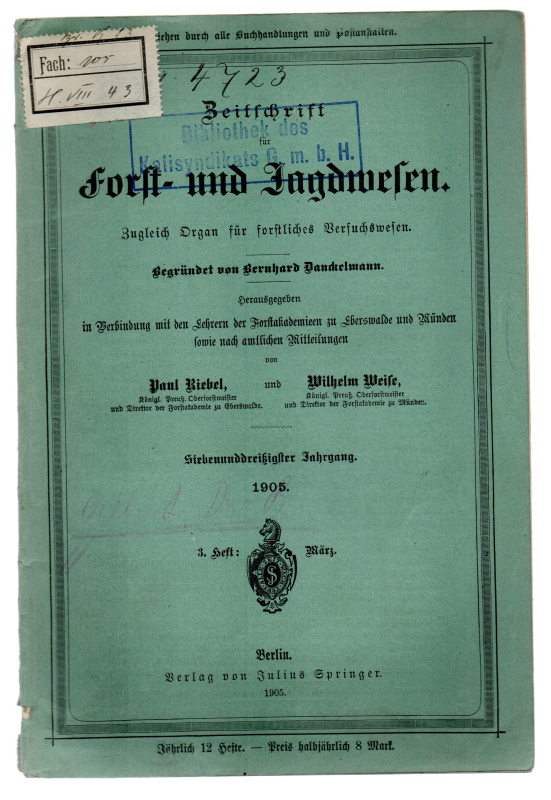 ziehen durch alle Buchhandlungen und Postanstalten.
Fach: vor
H. VIII 43
4723
Zeitschrift
für
Bibliothek des
Kalisyndikats G. m. b. H.
Forst- und Jagdwesen.
Zugleich Organ für forstliches Versuchswesen.
Begründet von Bernhard Danckelmann.
Herausgegeben
in Verbindung mit den Lehrern der Forstakademieen zu Eberswalde und Münden
sowie nach amtlichen Mitteilungen
von
Paul Riebel, und Wilhelm Weise,
Königl. Preuß. Oberforstmeister Königl. Preuß. Oberforstmeister
und Direktor der Forstakademie zu Eberswalde. und Direktor der Forstakademie zu Münden.
Siebenunddreißigster Jahrgang.
1905.
3. Heft: März.
Berlin.
Verlag von Julius Springer.
1905.
Jährlich 12 Hefte. — Preis halbjährlich 8 Mark.